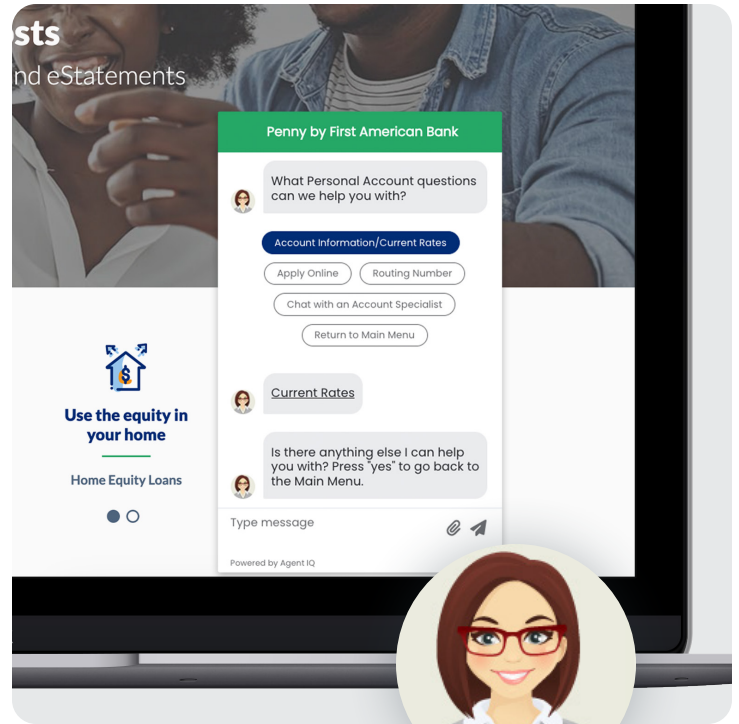 sts
nd eStatements
Penny by First American Bank
What Personal Account questions
can we help you with?
Account Information/Current Rates
Apply Online
Routing Number
Chat with an Account Specialist
Return to Main Menu
Current Rates
Is there anything else I can help
you with? Press "yes" to go back to
the Main Menu.
Type message
Powered by Agent IQ
Use the equity in
your home
Home Equity Loans